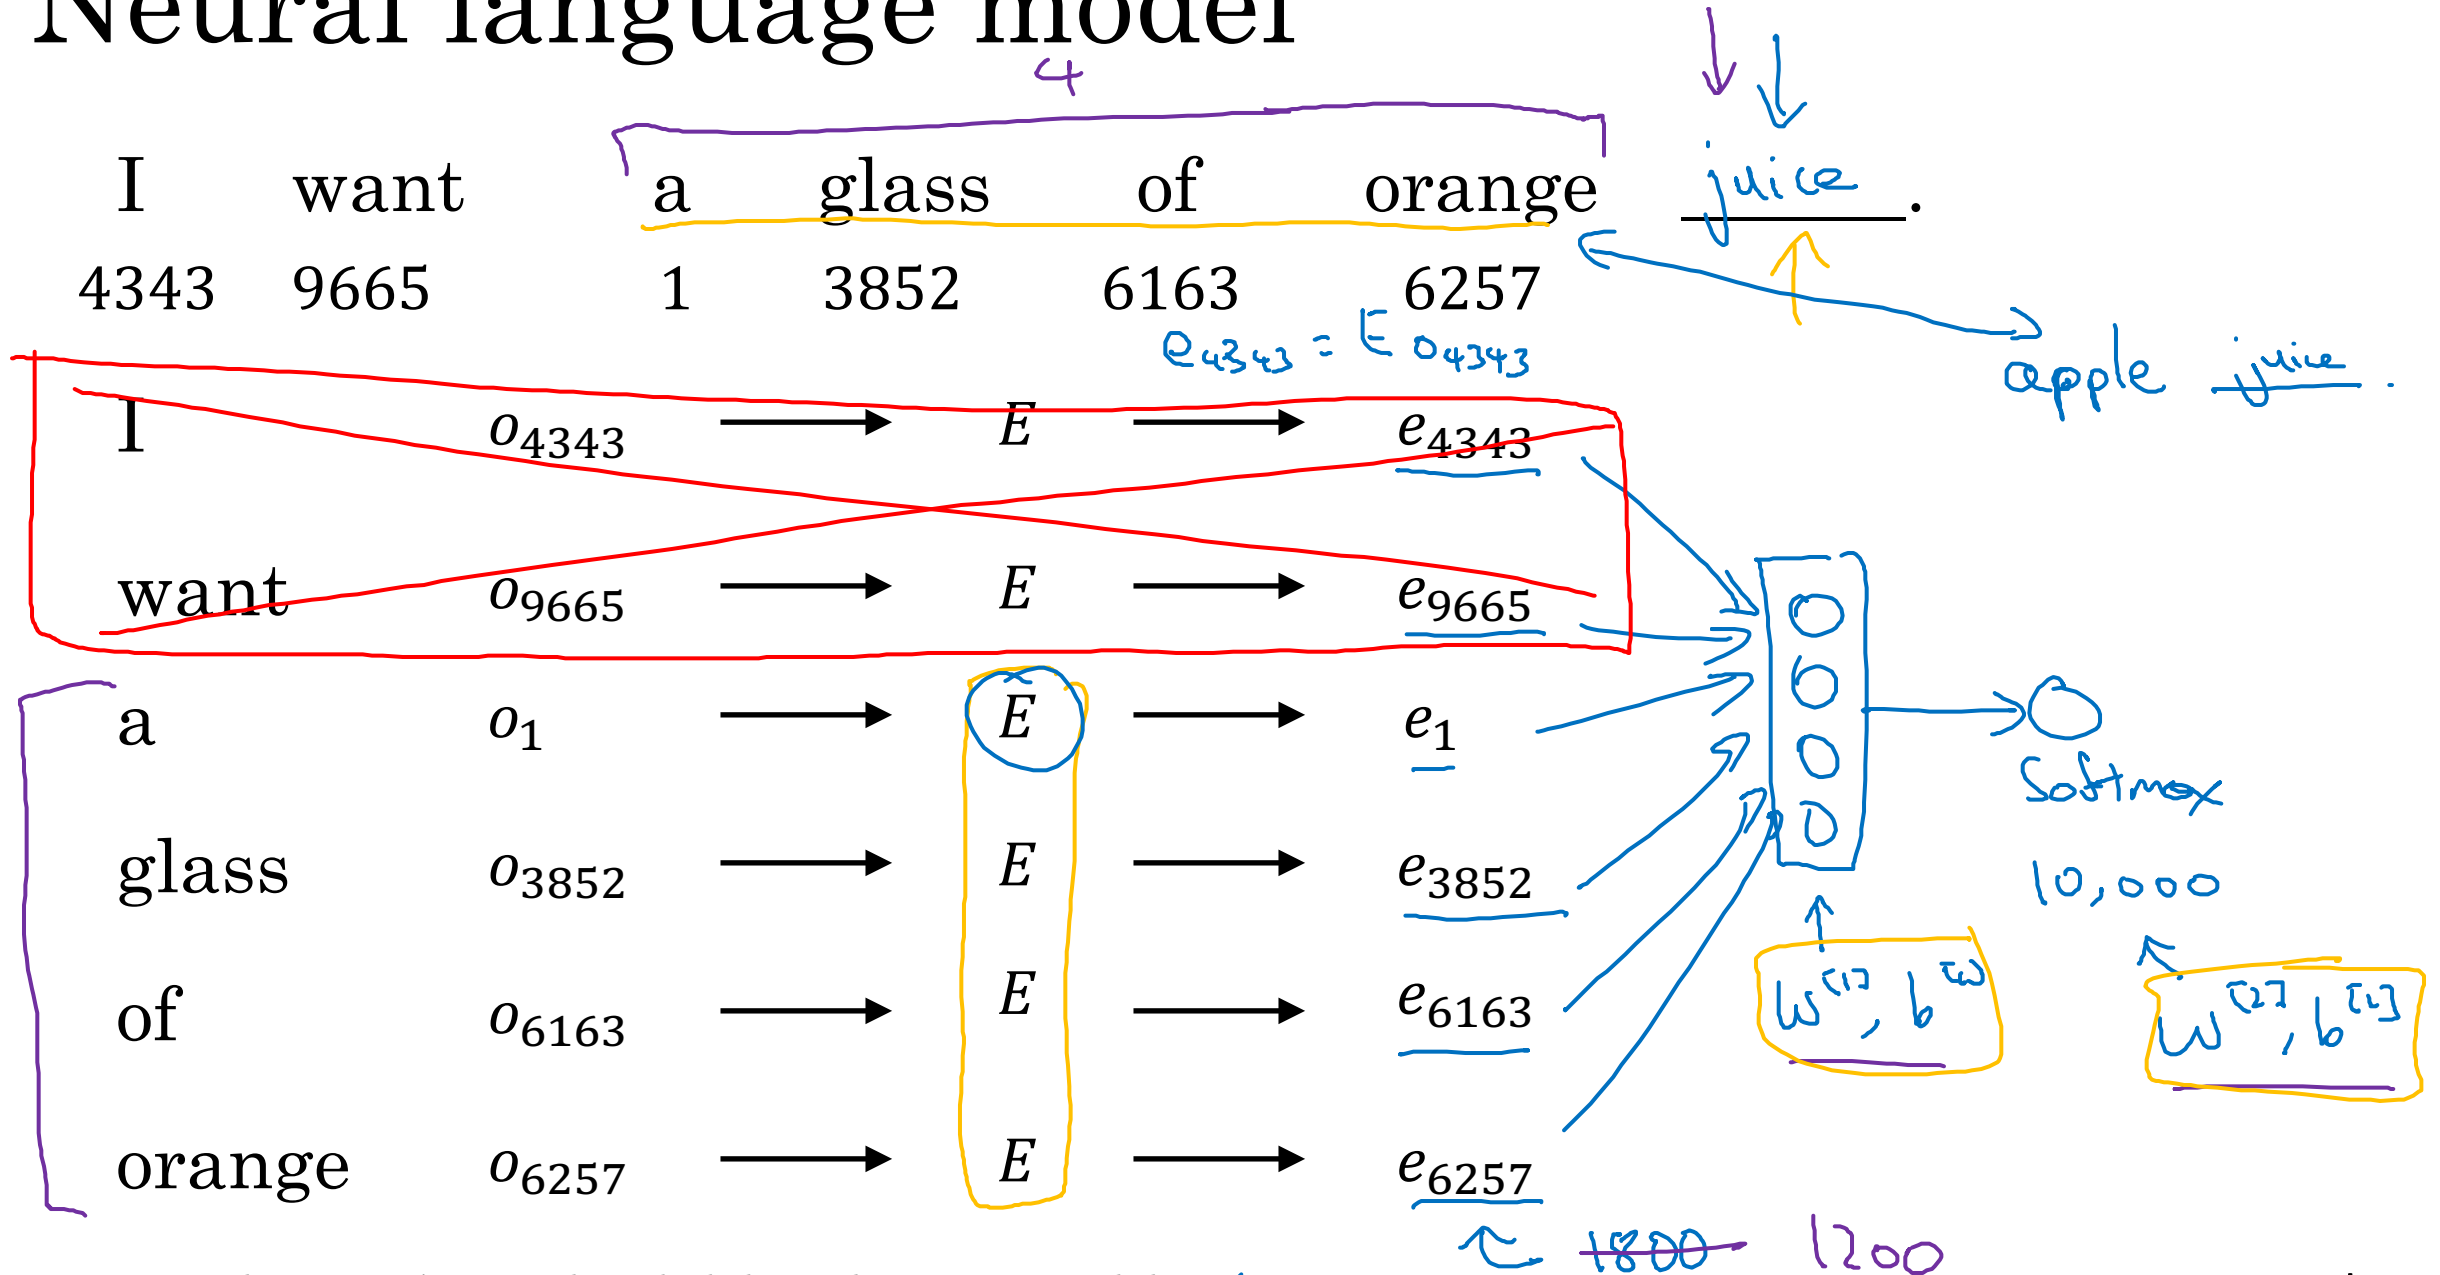 Neural language model
4
I want a glass of orange juice.
4343 9665 1 3852 6163 6257
e4343 = E o4343
apple juice.
I o4343 → E → e4343
want o9665 → E → e9665
a o1 → E → e1
Softmax
glass o3852 → E → e3852
10,000
of o6163 → E → e6163
W[1], b[1]
W[2], b[2]
orange o6257 → E → e6257
1800 1200